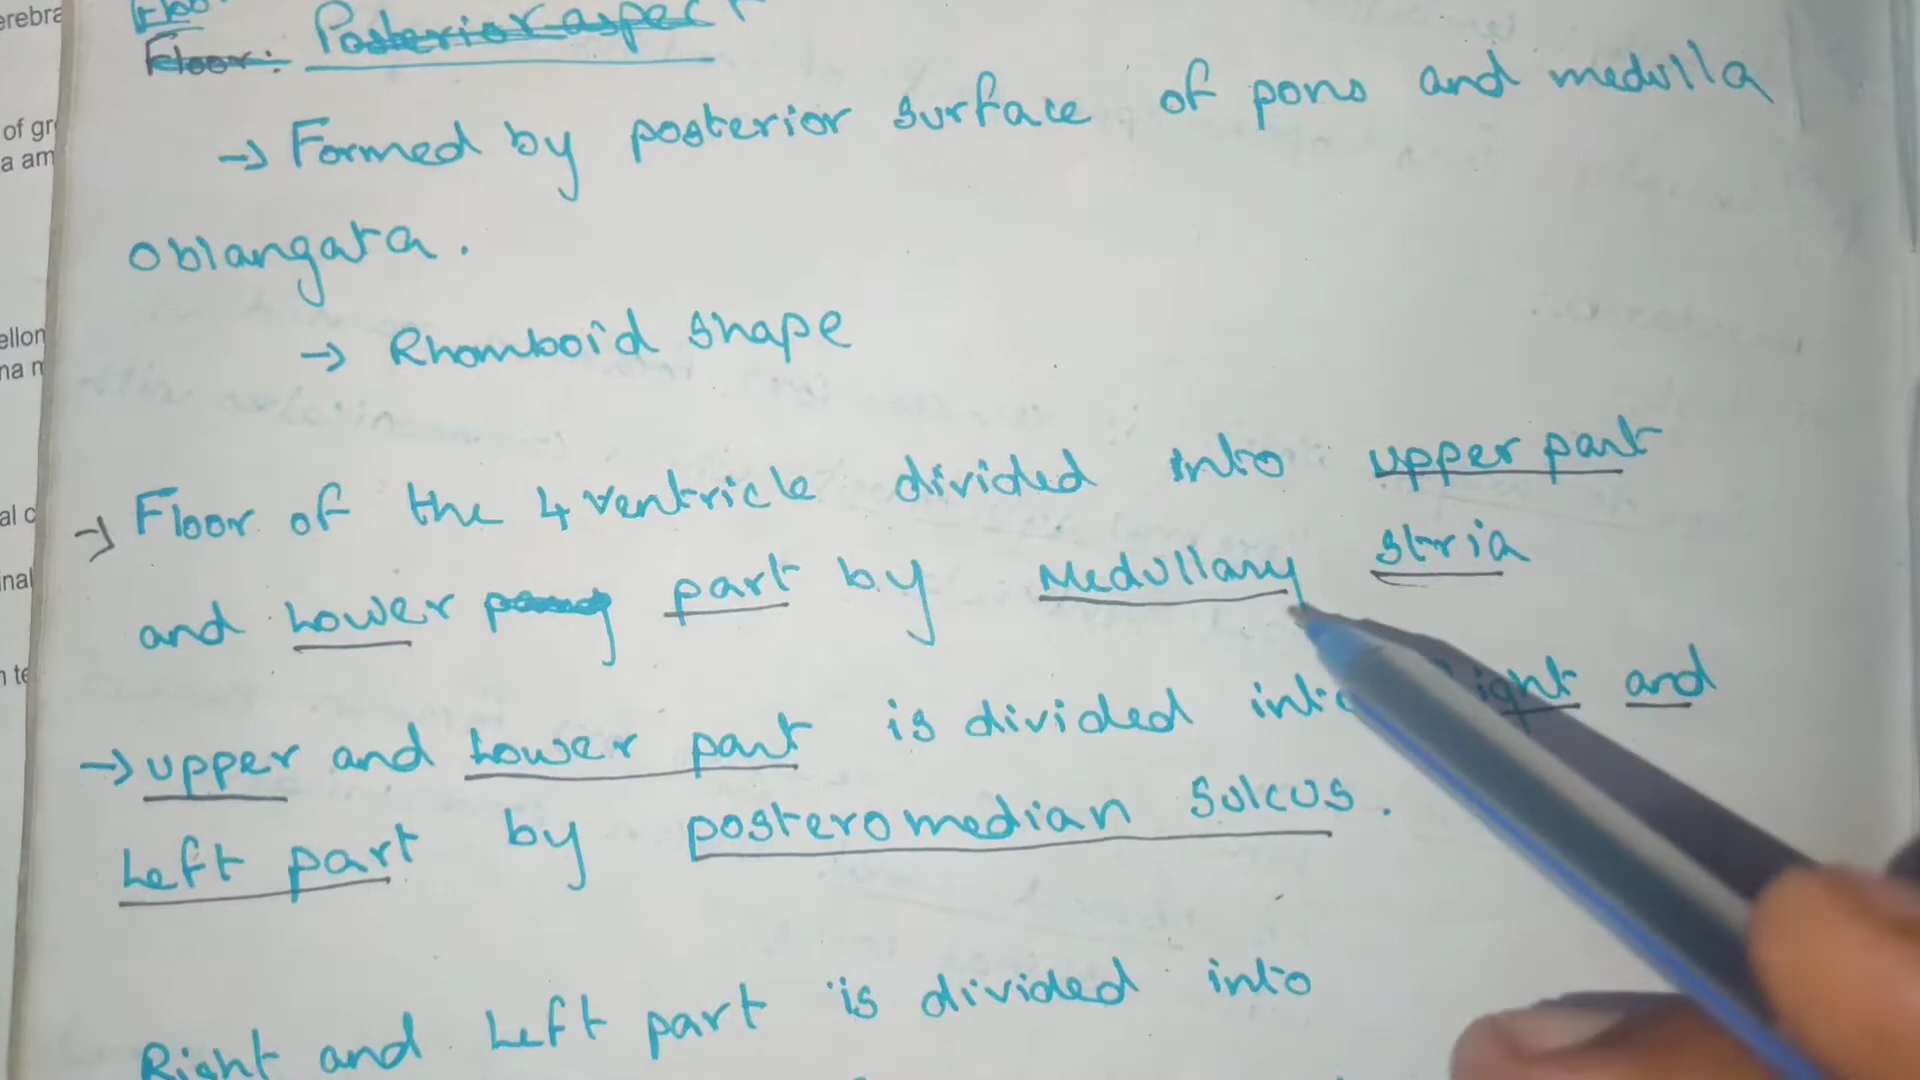 Floor: Posterior aspect
→ Formed by posterior surface of pons and medulla
oblangata.
→ Rhomboid shape
→ Floor of the 4 ventricle divided into upper part
and Lower part by Medullary stria
→ upper and Lower part is divided into Right and
Left part by posteromedian sulcus.
Right and Left part is divided into